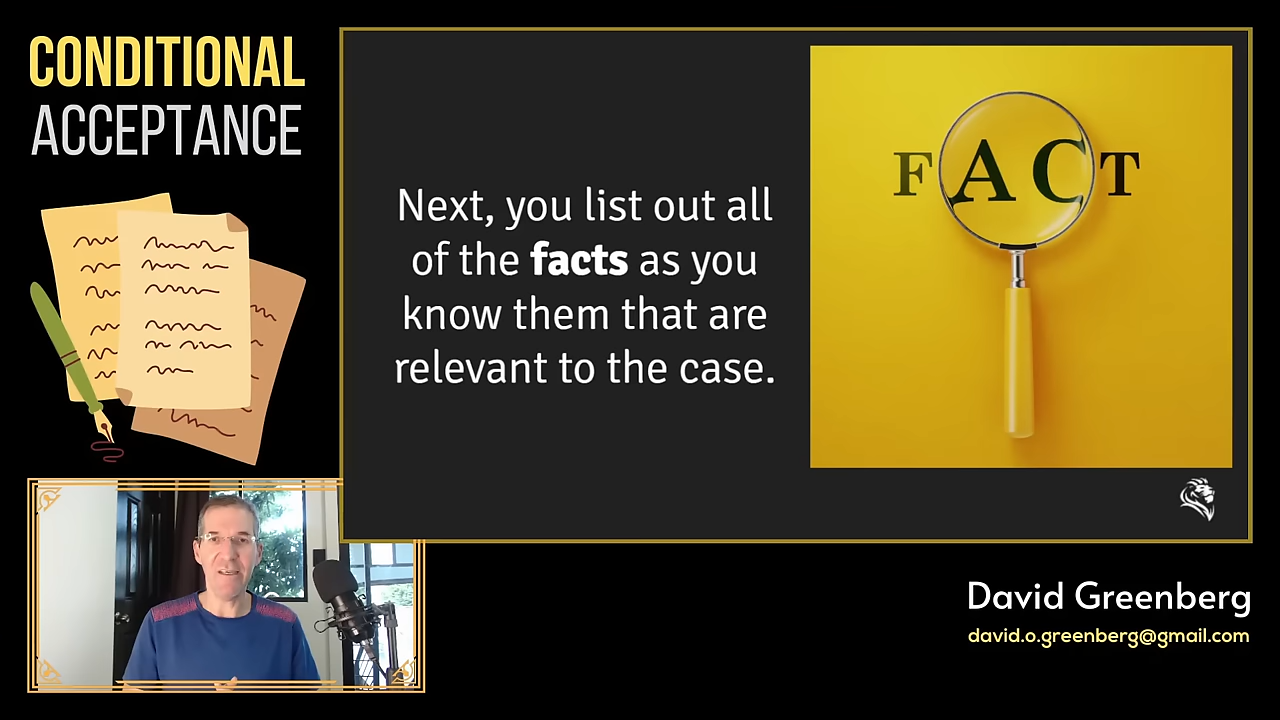 CONDITIONAL
ACCEPTANCE
Next, you list out all
of the facts as you
know them that are
relevant to the case.
FACT
David Greenberg
david.o.greenberg@gmail.com